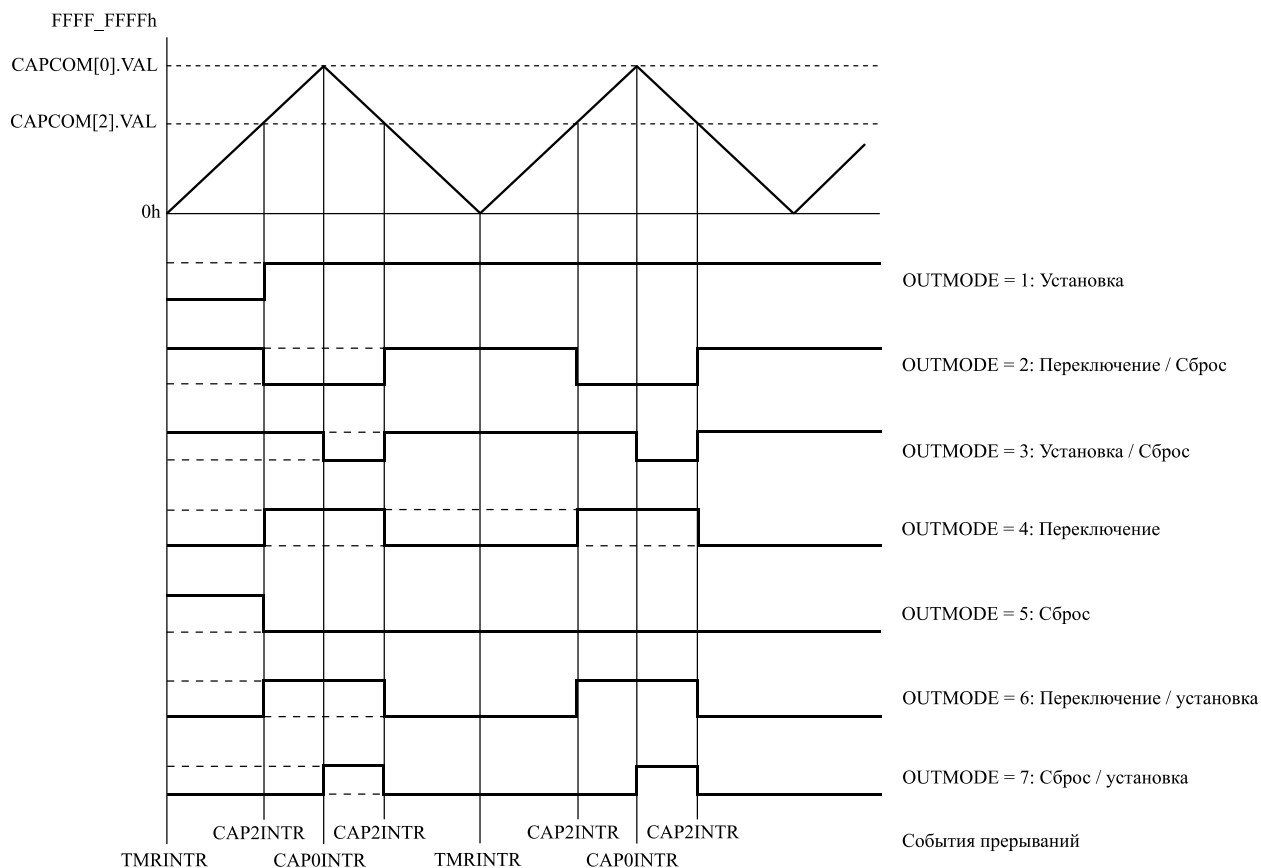 FFFF_FFFFh
CAPCOM[0].VAL
CAPCOM[2].VAL
0h
OUTMODE = 1: Установка
OUTMODE = 2: Переключение / Сброс
OUTMODE = 3: Установка / Сброс
OUTMODE = 4: Переключение
OUTMODE = 5: Сброс
OUTMODE = 6: Переключение / установка
OUTMODE = 7: Сброс / установка
CAP2INTR CAP2INTR CAP2INTR CAP2INTR
События прерываний
TMRINTR CAP0INTR TMRINTR CAP0INTR